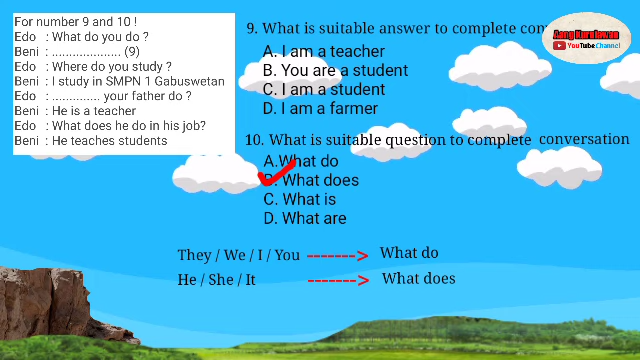 For number 9 and 10 !
Edo : What do you do ?
Beni : .................... (9)
Edo : Where do you study ?
Beni : I study in SMPN 1 Gabuswetan
Edo : .............. your father do ?
Beni : He is a teacher
Edo : What does he do in his job?
Beni : He teaches students
9. What is suitable answer to complete
A. I am a teacher
B. You are a student
C. I am a student
D. I am a farmer
10. What is suitable question to complete conversation
A.What do
B. What does
C. What is
D. What are
They / We / I / You -------> What do
He / She / It -------> What does
Aang Kurniawan
YouTube Channel